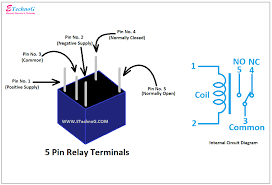 ETechnoG
Pin No. 2
(Negative Supply)
Pin No. 4
(Normally Closed)
Pin No. 3
(Common)
Pin No. 1
(Positive Supply)
Pin No. 5
(Normally Open)
WWW.ETechnoG.COM
5 Pin Relay Terminals
NO NC
5 4
1
Coil
2
3
Common
Internal Circuit Diagram